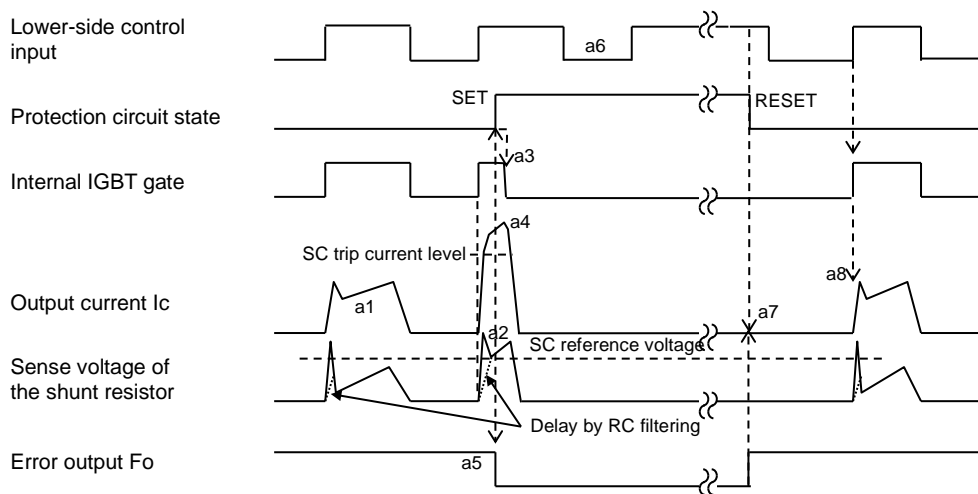 Lower-side control
input
a6
SET
RESET
Protection circuit state
a3
Internal IGBT gate
a4
SC trip current level
a8
Output current Ic
a1
a7
a2
SC reference voltage
Sense voltage of
the shunt resistor
Delay by RC filtering
Error output Fo
a5